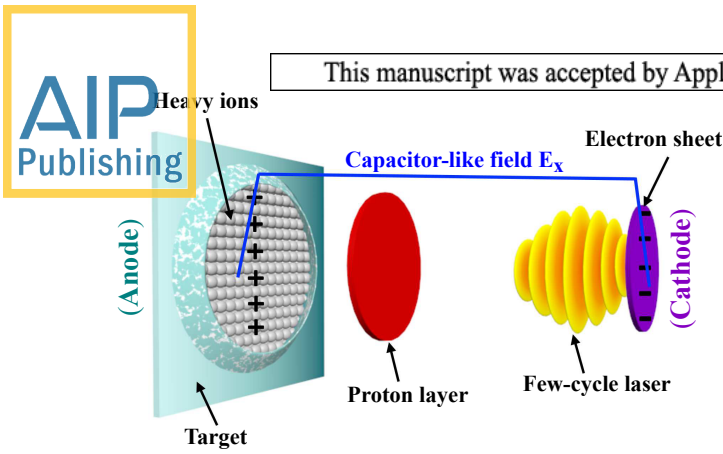 AIP
Publishing
This manuscript was accepted by Appl
Heavy ions
Electron sheet
Capacitor-like field Ex
(Anode)
+
+
+
+
+
+
-
-
-
-
-
(Cathode)
Proton layer
Few-cycle laser
Target